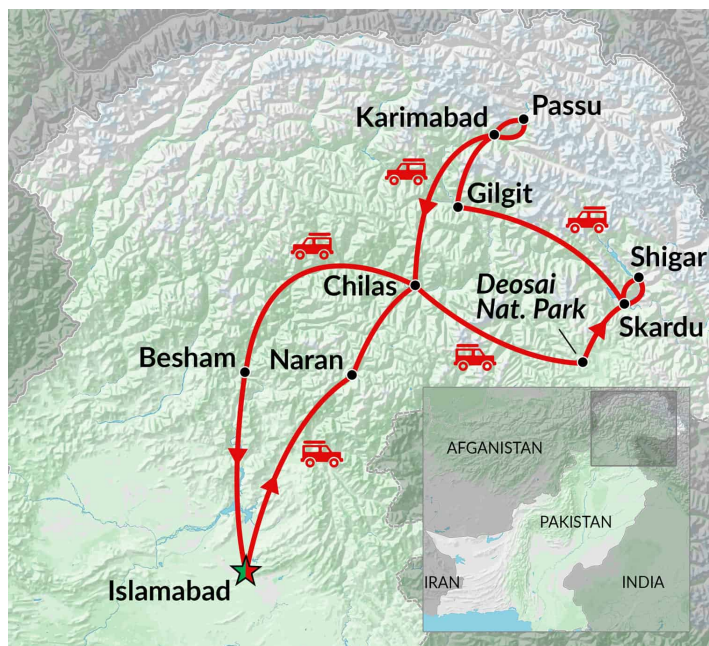 Passu
Karimabad
Gilgit
Shigar
Chilas
Deosai
Nat. Park
Skardu
Besham
Naran
Islamabad
AFGANISTAN
PAKISTAN
IRAN
INDIA